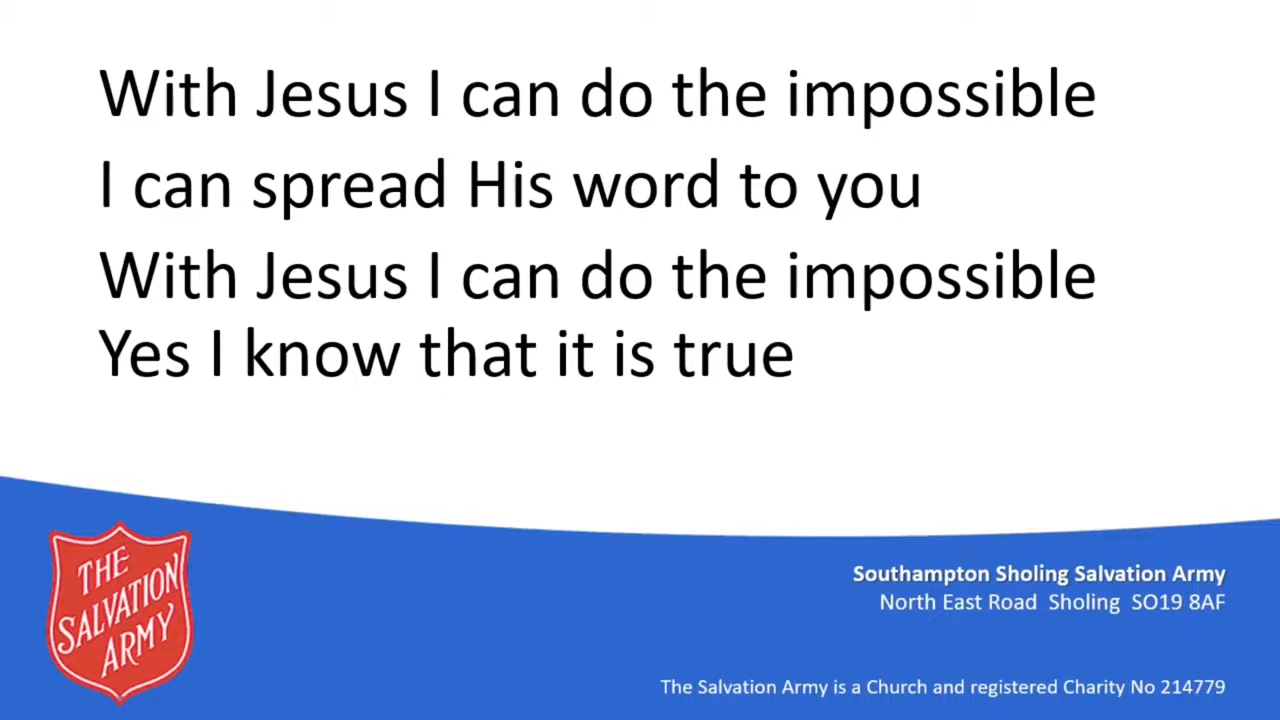 With Jesus I can do the impossible
I can spread His word to you
With Jesus I can do the impossible
Yes I know that it is true
THE
SALVATION
ARMY
Southampton Sholing Salvation Army
North East Road Sholing SO19 8AF
The Salvation Army is a Church and registered Charity No 214779